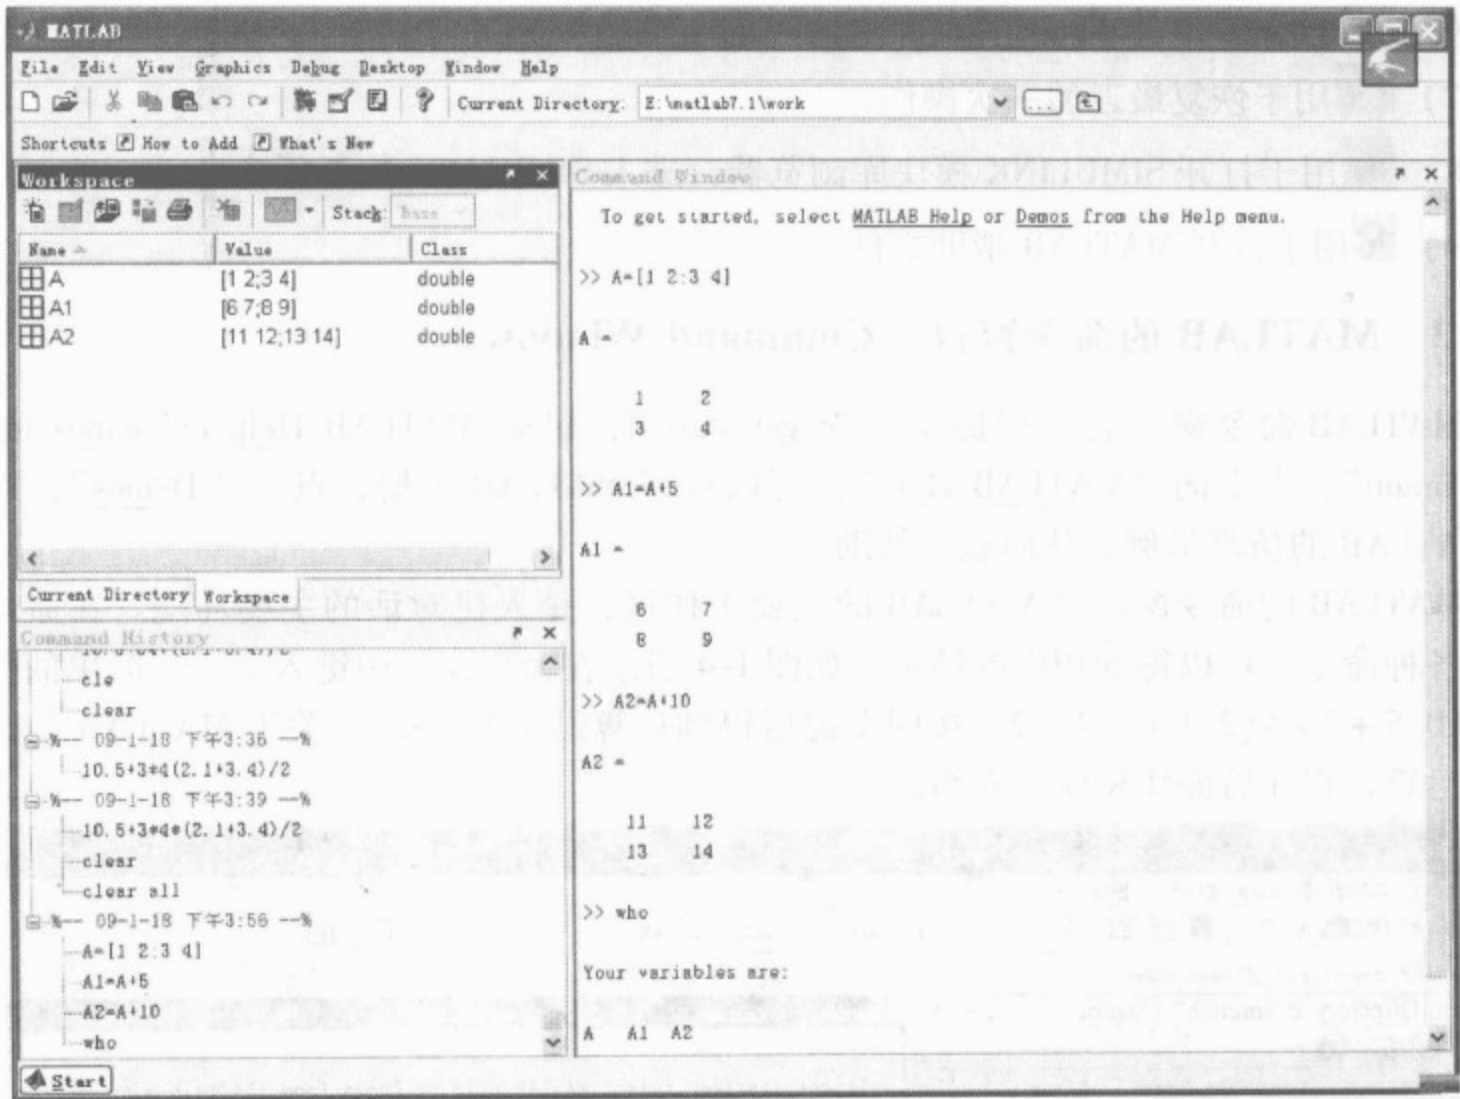 MATLAB
File Edit View Graphics Debug Desktop Window Help
Current Directory: E:\matlab7.1\work
Shortcuts How to Add What's New
Workspace
Stack: Base
Name Value Class
A [1 2;3 4] double
A1 [6 7;8 9] double
A2 [11 12;13 14] double
Current Directory Workspace
Command History
cle
clear
%-- 09-1-18 下午3:36 --%
10.5+3*4(2.1+3.4)/2
%-- 09-1-18 下午3:39 --%
10.5+3*4*(2.1+3.4)/2
clear
clear all
%-- 09-1-18 下午3:56 --%
A=[1 2:3 4]
A1=A+5
A2=A+10
who
Start
Command Window
To get started, select MATLAB Help or Demos from the Help menu.
>> A=[1 2:3 4]
A =
1 2
3 4
>> A1=A+5
A1 =
6 7
8 9
>> A2=A+10
A2 =
11 12
13 14
>> who
Your variables are:
A A1 A2